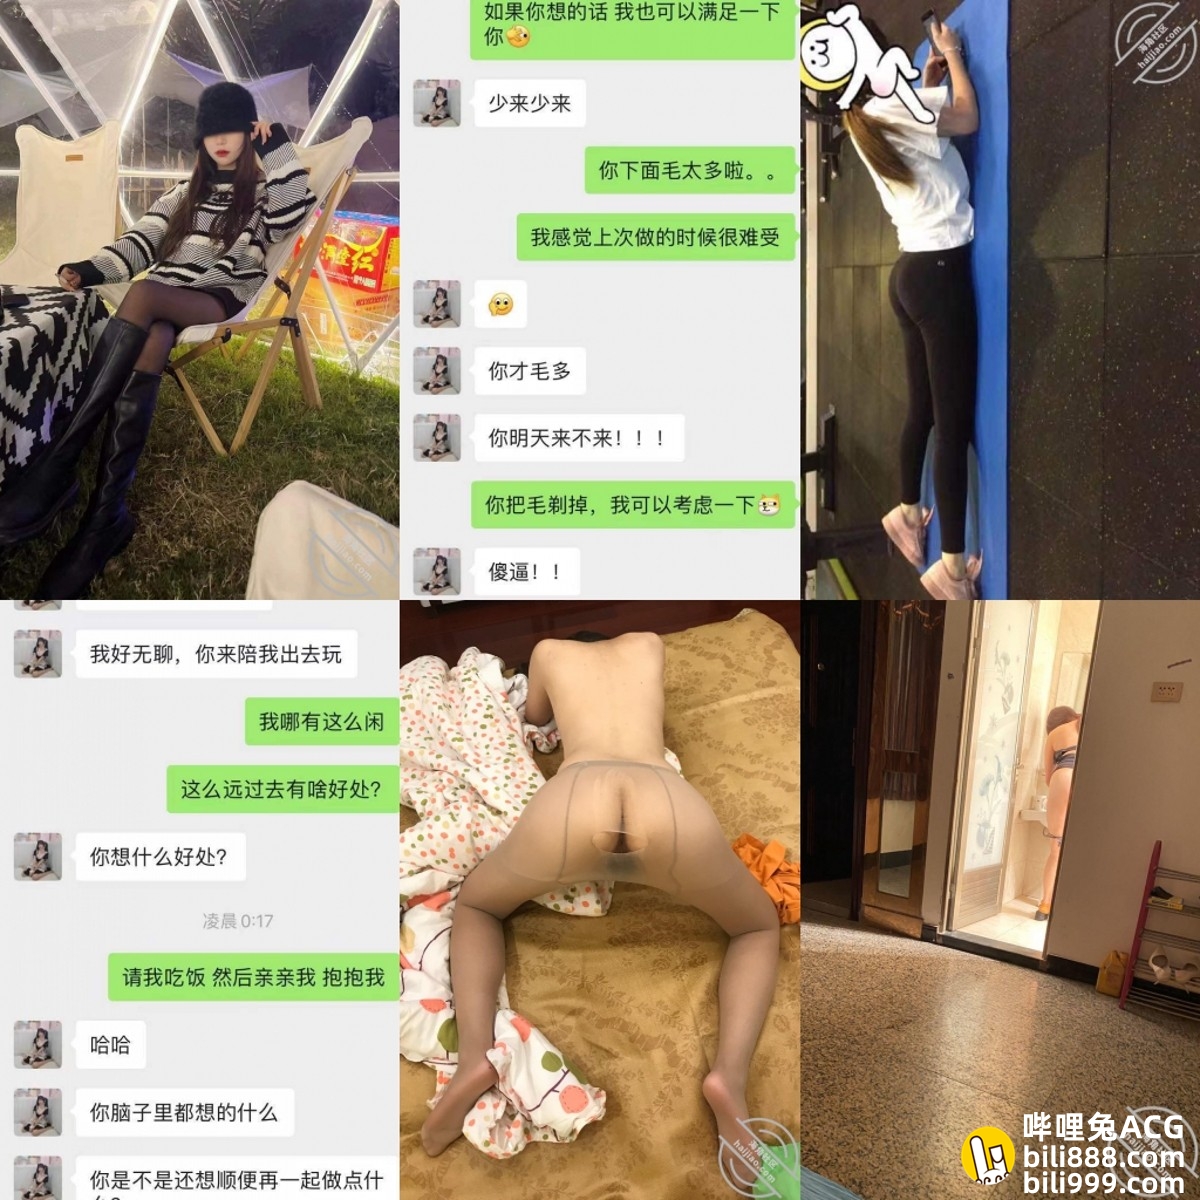 如果你想的话 我也可以满足一下
你
少来少来
你下面毛太多啦。。
我感觉上次做的时候很难受
你才毛多
你明天来不来！！！
你把毛剃掉，我可以考虑一下
傻逼！！
海角社区
haijiao.com
红
海角社区
haijiao.com
我好无聊，你来陪我出去玩
我哪有这么闲
这么远过去有啥好处？
你想什么好处？
凌晨 0:17
请我吃饭 然后亲亲我 抱抱我
哈哈
你脑子里都想的什么
你是不是还想顺便再一起做点什
海角社区
haijiao.com
哔哩兔ACG
bili888.com
bili999.com